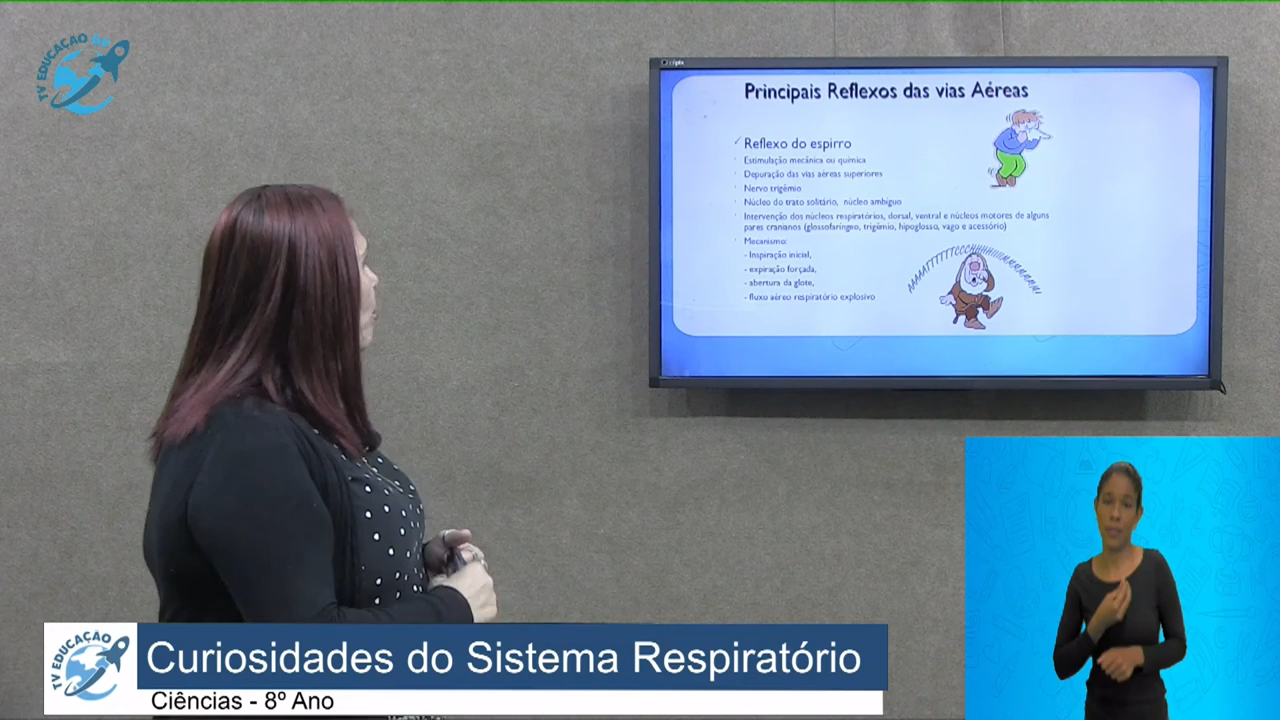 TV EDUCAÇÃO
Principais Reflexos das vias Aéreas
✓ Reflexo do espirro
Estimulação mecânica ou química
Depuração das vias aéreas superiores
Nervo trigémio
Núcleo do trato solitário, núcleo ambíguo
Intervenção dos núcleos respiratórios, dorsal, ventral e núcleos motores de alguns
pares cranianos (glossofaríngeo, trigémio, hipoglosso, vago e acessório)
Mecanismo:
- Inspiração inicial,
- expiração forçada,
- abertura da glote,
- fluxo aéreo respiratório explosivo
TV EDUCAÇÃO
Curiosidades do Sistema Respiratório
Ciências - 8º Ano